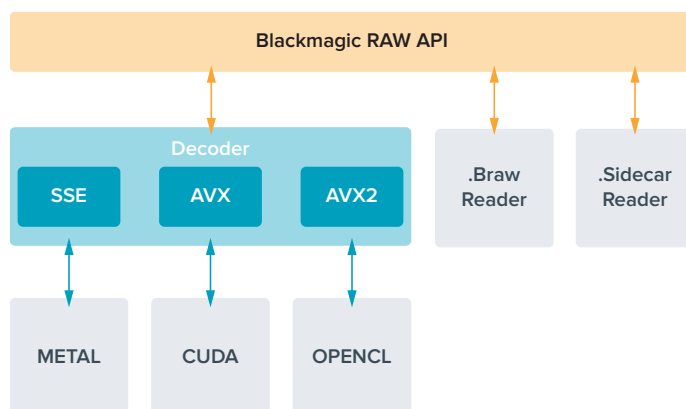 Blackmagic RAW API
Decoder
SSE
AVX
AVX2
.Braw
Reader
.Sidecar
Reader
METAL
CUDA
OPENCL